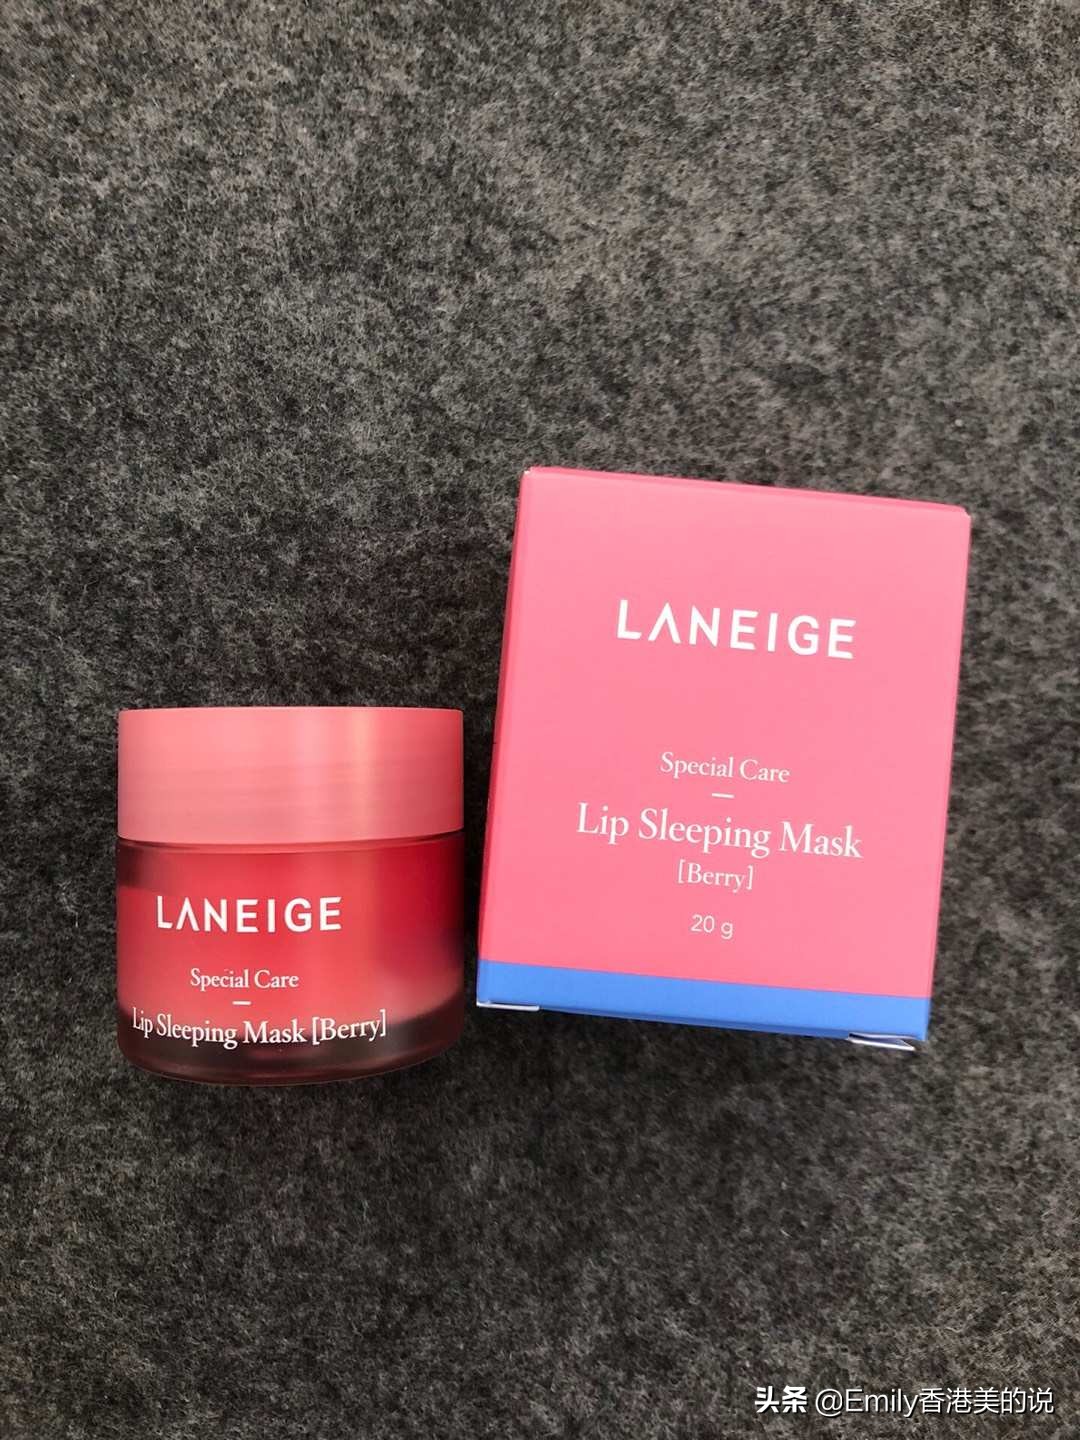 LANEIGE
Special Care
Lip Sleeping Mask
[Berry]
20 g
LANEIGE
Special Care
Lip Sleeping Mask [Berry]
头条 @Emily香港美的说